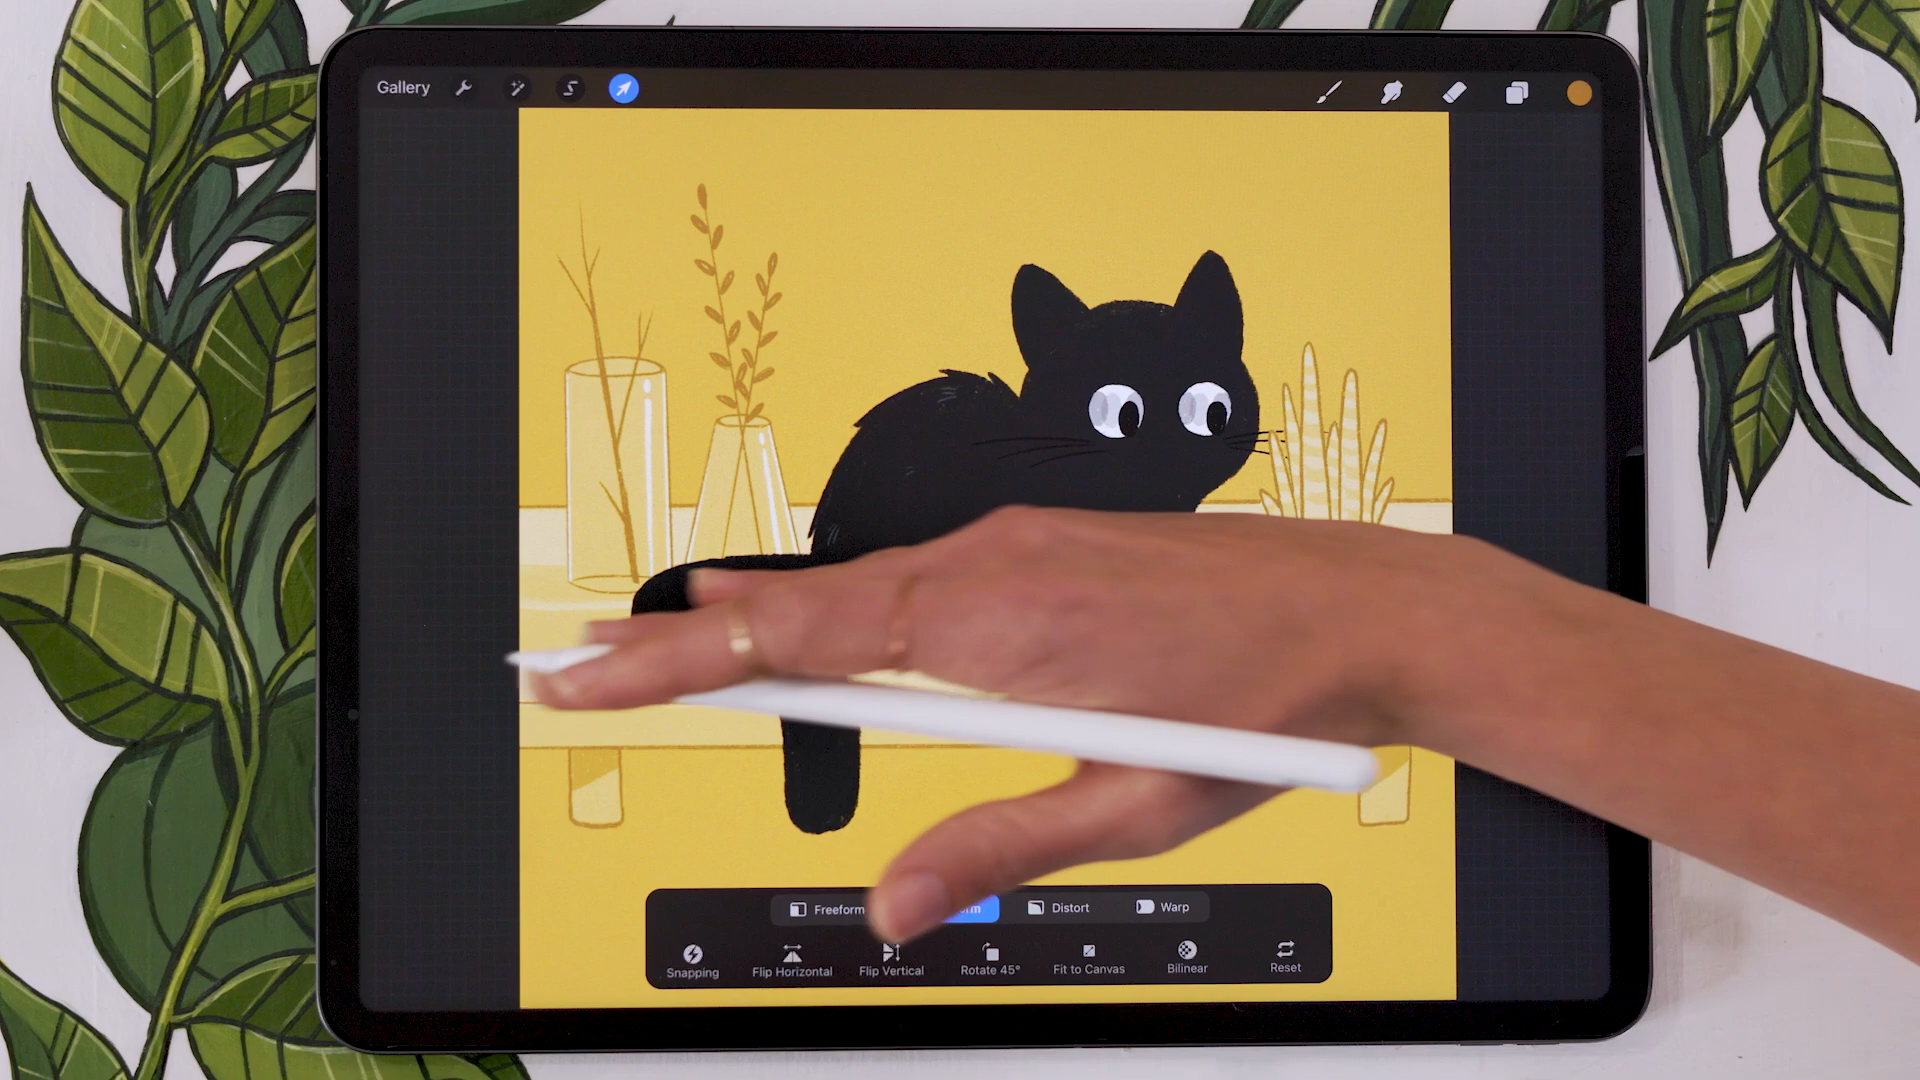 Gallery
Freeform
Distort
Warp
Snapping
Flip Horizontal
Flip Vertical
Rotate 45°
Fit to Canvas
Bilinear
Reset